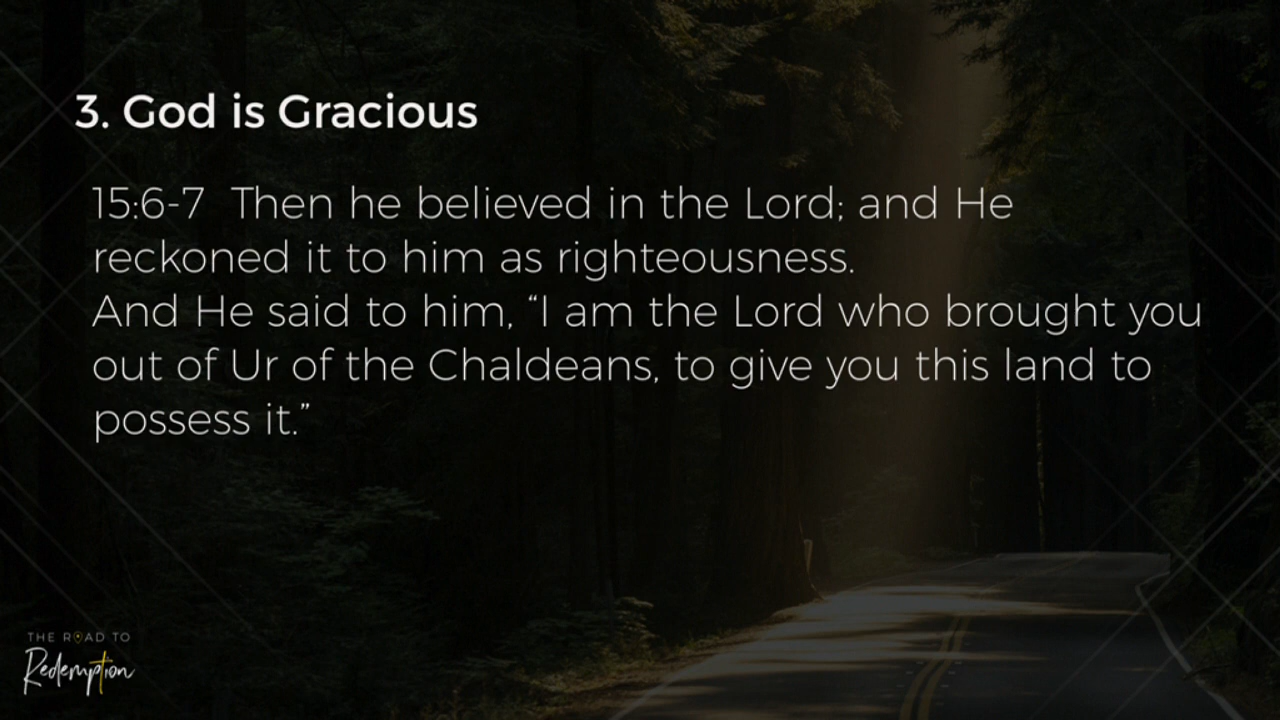 3. God is Gracious
15:6-7 Then he believed in the Lord; and He
reckoned it to him as righteousness.
And He said to him, “I am the Lord who brought you
out of Ur of the Chaldeans, to give you this land to
possess it.”
THE ROAD TO
Redemption